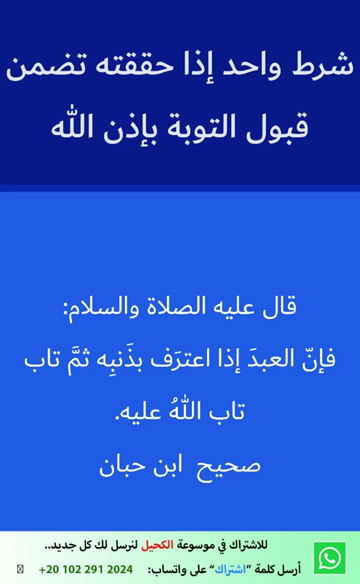 شرط واحد إذا حققته تضمن
قبول التوبة بإذن الله
قال عليه الصلاة والسلام:
فإنّ العبدَ إذا اعترَف بذَنبِه ثمَّ تاب
تاب اللهُ عليه.
صحيح ابن حبان
للاشتراك في موسوعة الكحيل لنرسل لك كل جديد..
أرسل كلمة "اشتراك" على واتساب: +20 102 291 2024